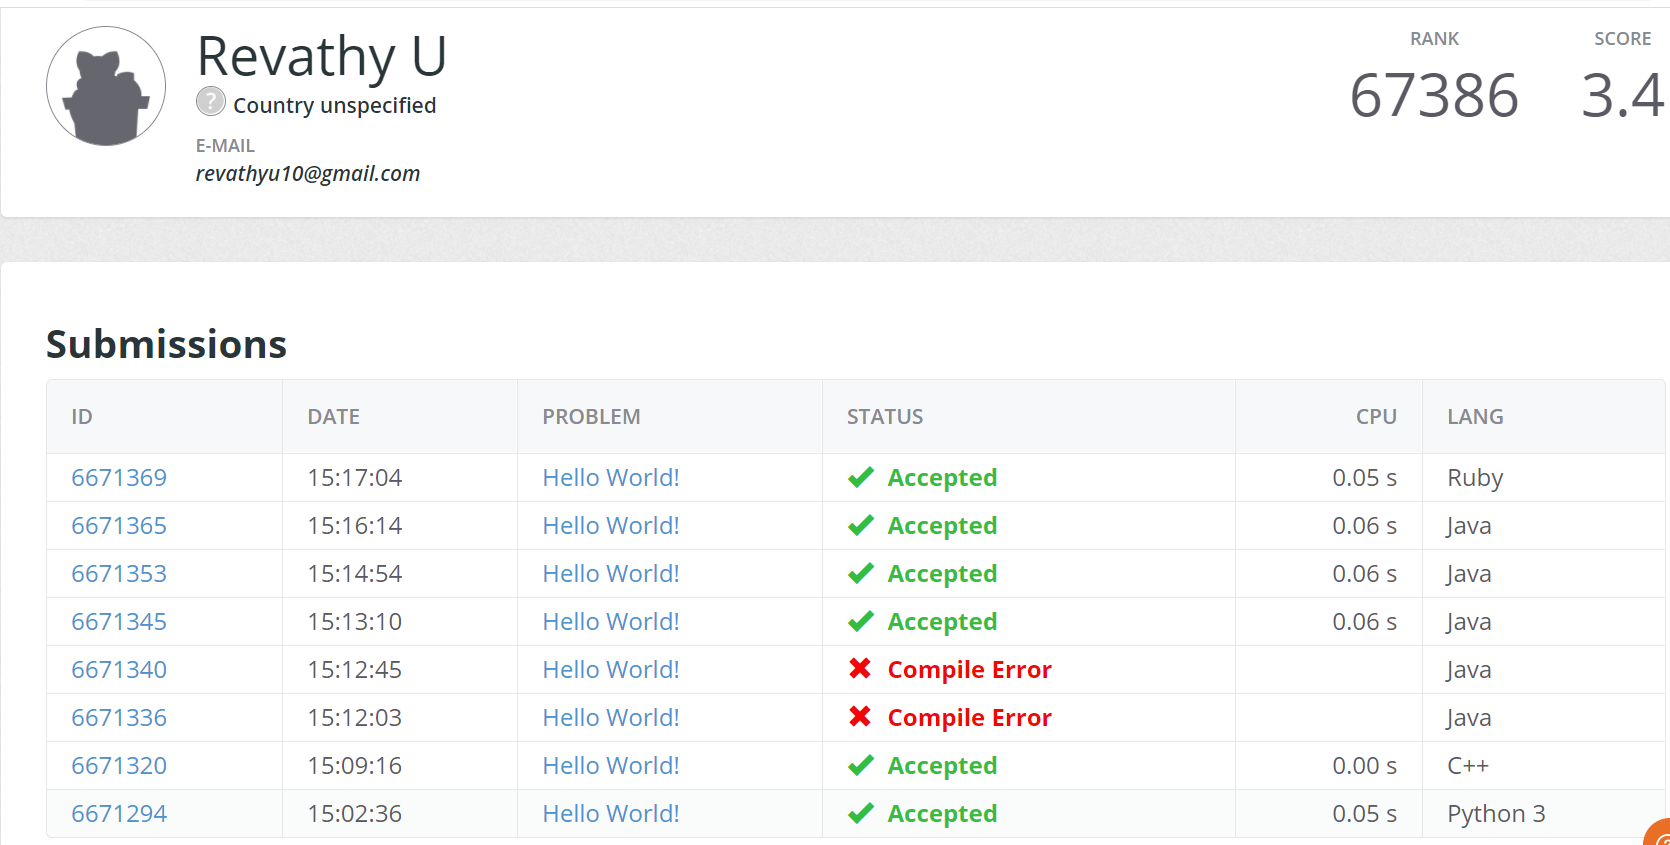 Revathy U
? Country unspecified
E-MAIL
revathyu10@gmail.com
RANK SCORE
67386 3.4
Submissions
ID DATE PROBLEM STATUS CPU LANG
6671369 15:17:04 Hello World! Accepted 0.05 s Ruby
6671365 15:16:14 Hello World! Accepted 0.06 s Java
6671353 15:14:54 Hello World! Accepted 0.06 s Java
6671345 15:13:10 Hello World! Accepted 0.06 s Java
6671340 15:12:45 Hello World! Compile Error Java
6671336 15:12:03 Hello World! Compile Error Java
6671320 15:09:16 Hello World! Accepted 0.00 s C++
6671294 15:02:36 Hello World! Accepted 0.05 s Python 3